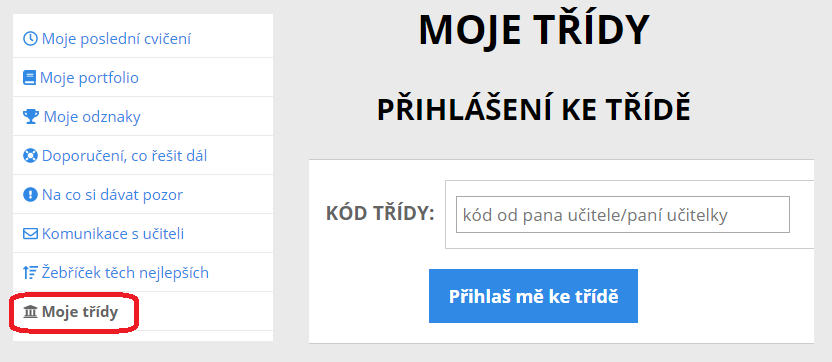 Moje poslední cvičení
Moje portfolio
Moje odznaky
Doporučení, co řešit dál
Na co si dávat pozor
Komunikace s učiteli
Žebříček těch nejlepších
Moje třídy
MOJE TŘÍDY
PŘIHLÁŠENÍ KE TŘÍDĚ
KÓD TŘÍDY:
kód od pana učitele/paní učitelky
Přihlaš mě ke třídě